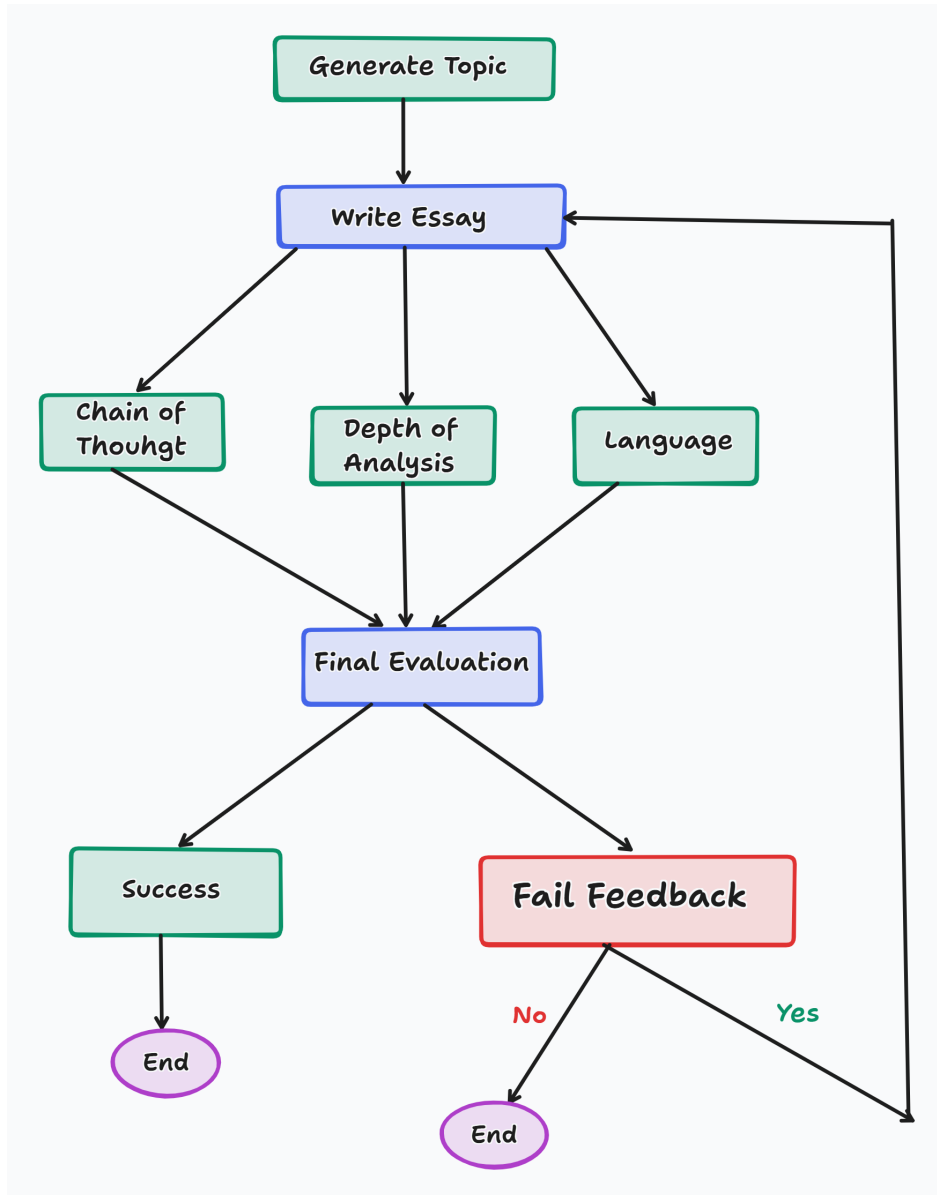 Generate Topic
Write Essay
Chain of
Thouhgt
Depth of
Analysis
Language
Final Evaluation
Success
Fail Feedback
No
Yes
End
End